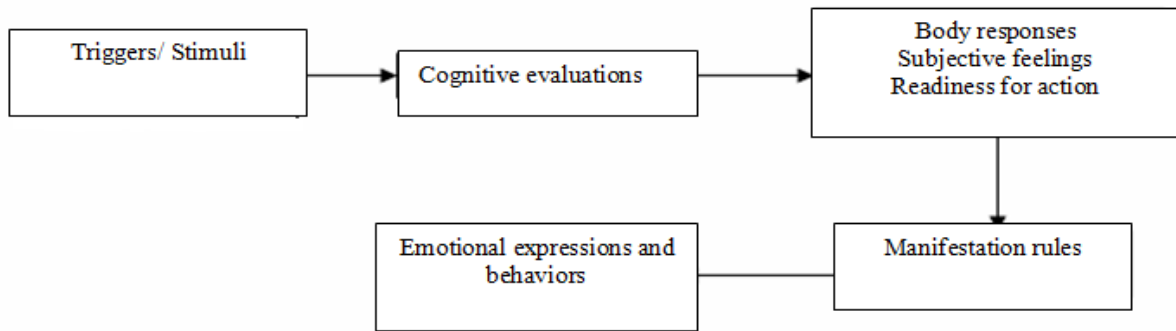 Triggers/ Stimuli
Cognitive evaluations
Body responses
Subjective feelings
Readiness for action
Manifestation rules
Emotional expressions and
behaviors